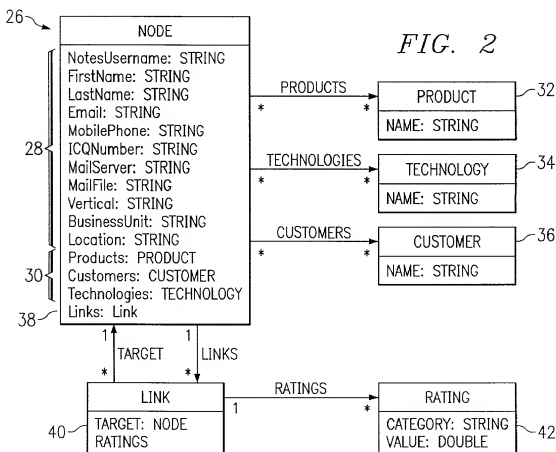 FIG. 2
26
NODE
NotesUsername: STRING
FirstName: STRING
LastName: STRING
Email: STRING
MobilePhone: STRING
ICQNumber: STRING
MailServer: STRING
MailFile: STRING
Vertical: STRING
BusinessUnit: STRING
Location: STRING
Products: PRODUCT
Customers: CUSTOMER
Technologies: TECHNOLOGY
Links: Link
28
30
38
PRODUCTS
* *
PRODUCT
NAME: STRING
32
TECHNOLOGIES
* *
TECHNOLOGY
NAME: STRING
34
CUSTOMERS
* *
CUSTOMER
NAME: STRING
36
1 1
TARGET LINKS
* *
LINK
TARGET: NODE
RATINGS
40
RATINGS
1 *
RATING
CATEGORY: STRING
VALUE: DOUBLE
42